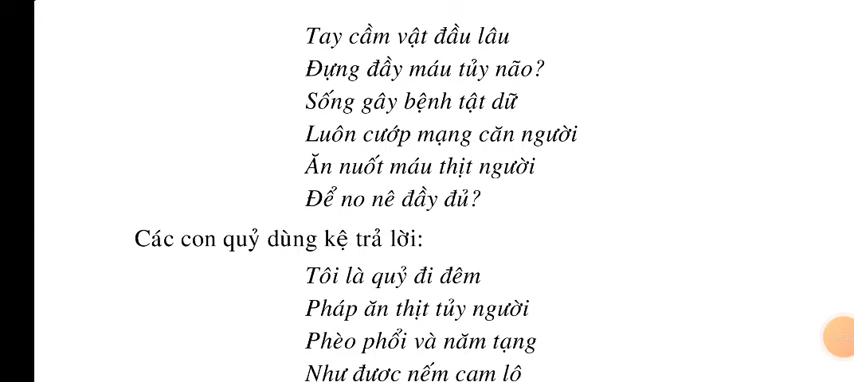 Tay cầm vật đầu lâu
Đựng đầy máu tủy não?
Sống gây bệnh tật dữ
Luôn cướp mạng căn người
Ăn nuốt máu thịt người
Để no nê đầy đủ?
Các con quỷ dùng kệ trả lời:
Tôi là quỷ đi đêm
Pháp ăn thịt tủy người
Phèo phổi và năm tạng
Như được nếm cam lô